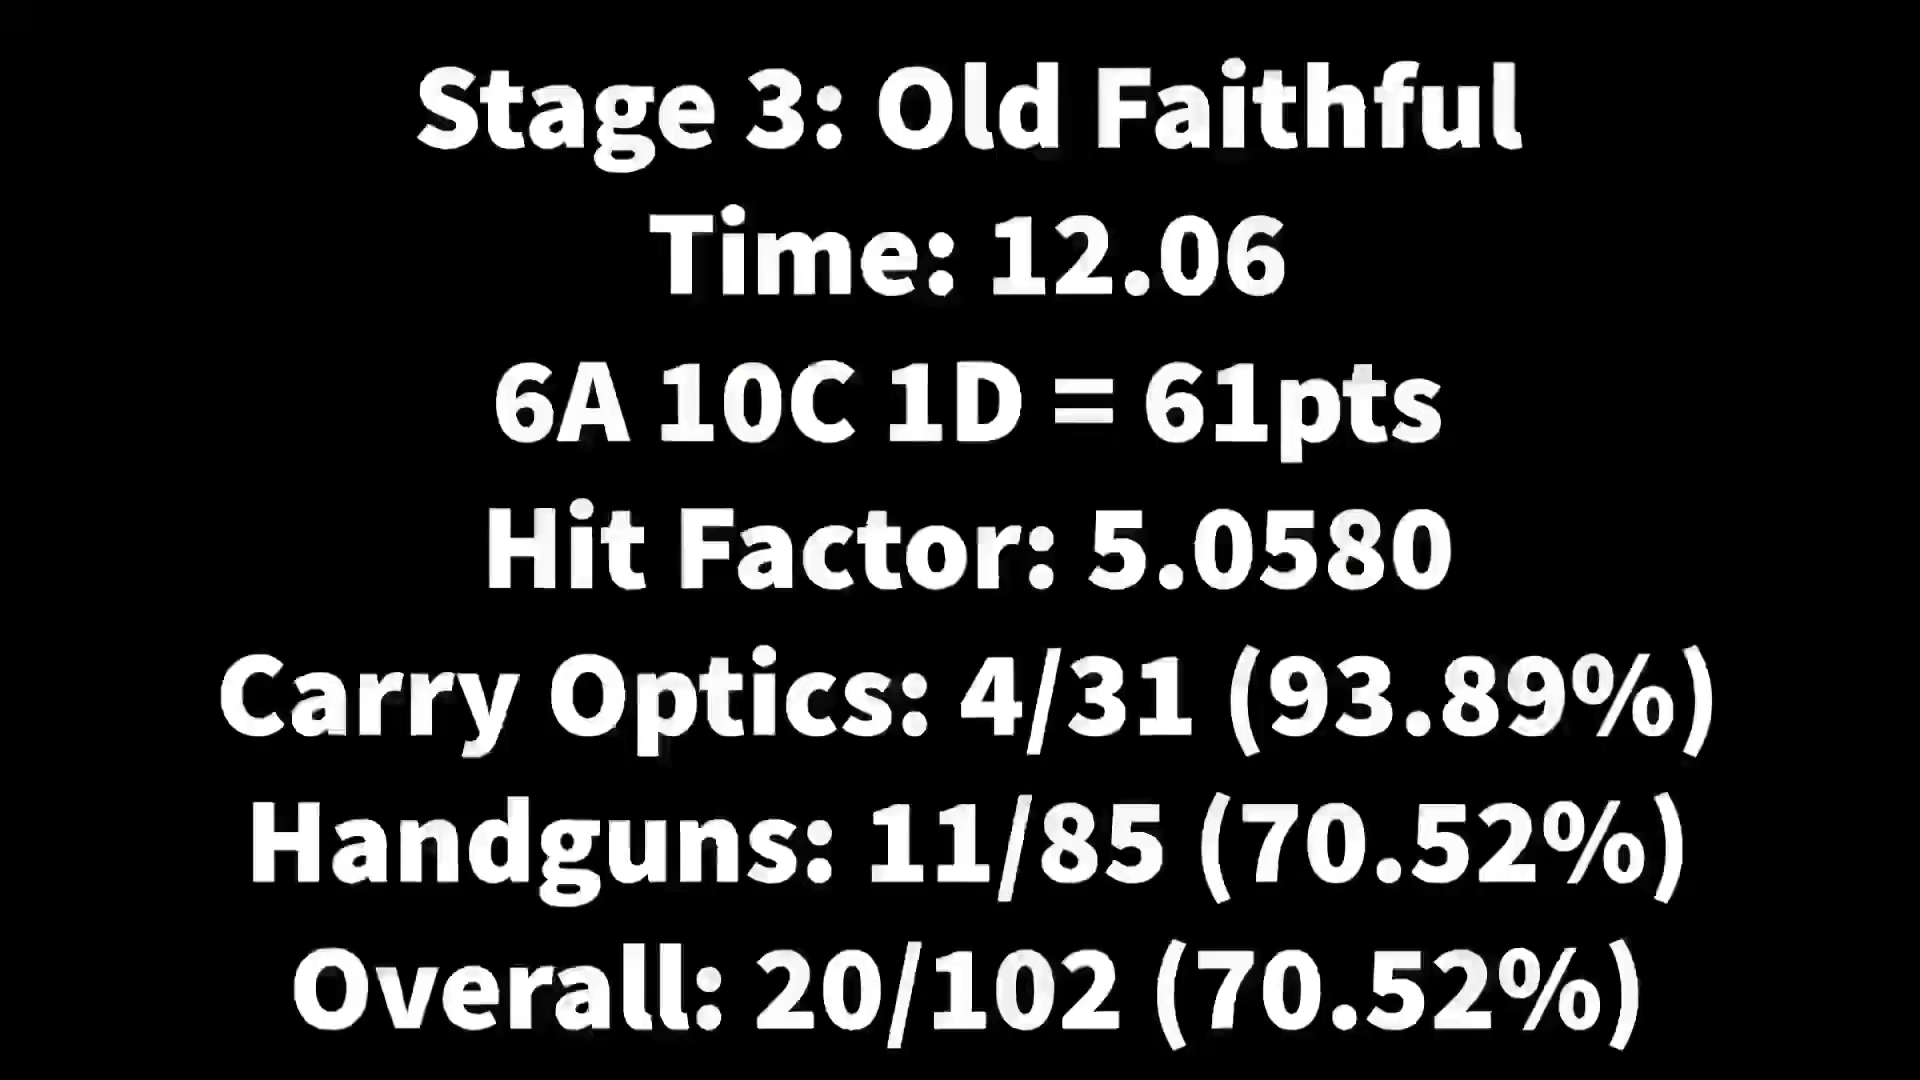 Stage 3: Old Faithful
Time: 12.06
6A 10C 1D = 61pts
Hit Factor: 5.0580
Carry Optics: 4/31 (93.89%)
Handguns: 11/85 (70.52%)
Overall: 20/102 (70.52%)